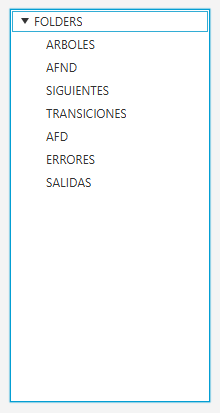 FOLDERS
ARBOLES
AFND
SIGUIENTES
TRANSICIONES
AFD
ERRORES
SALIDAS